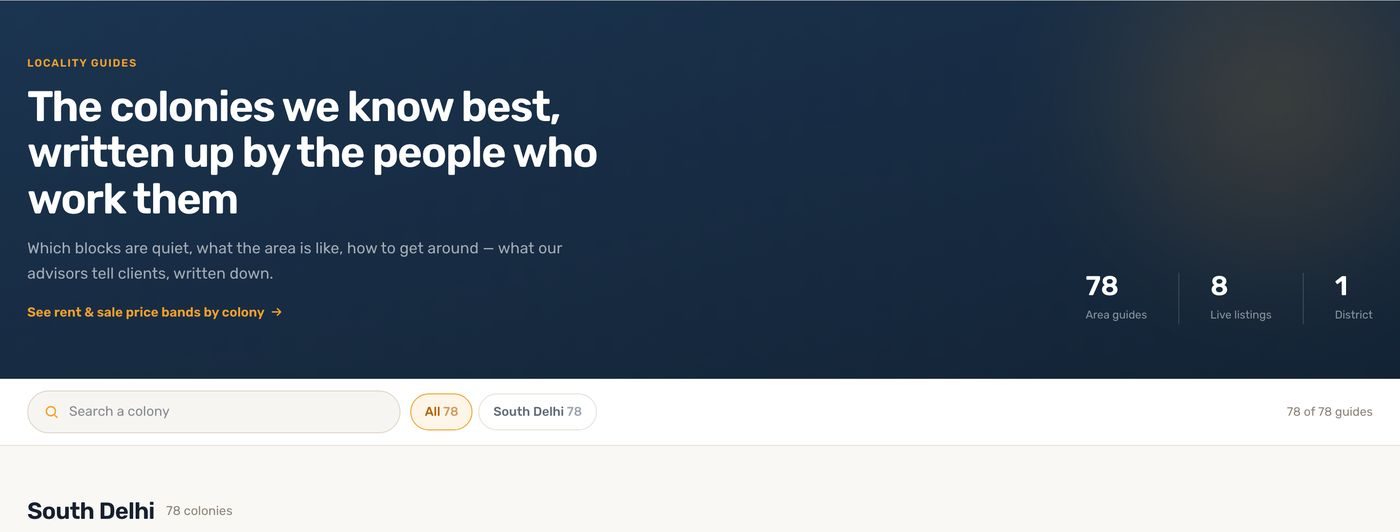 LOCALITY GUIDES
The colonies we know best,
written up by the people who
work them
Which blocks are quiet, what the area is like, how to get around — what our
advisors tell clients, written down.
See rent & sale price bands by colony →
78
Area guides
8
Live listings
1
District
Search a colony
All 78
South Delhi 78
78 of 78 guides
South Delhi 78 colonies